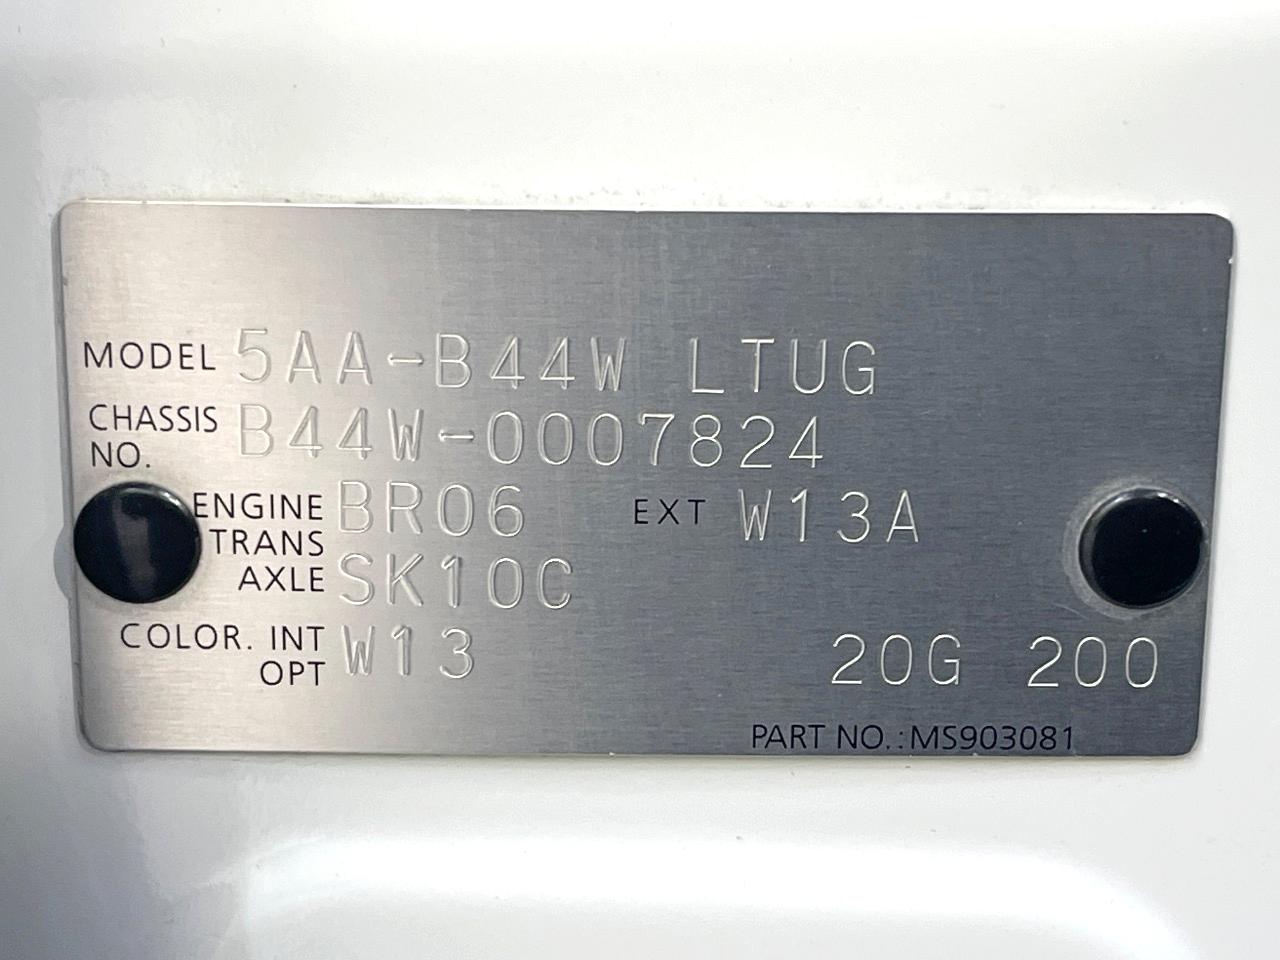 MODEL 5AA-B44W LTUG
CHASSIS NO. B44W-0007824
ENGINE BR06 EXT W13A
TRANS AXLE SK10C
COLOR. INT OPT W13 20G 200
PART NO.:MS903081